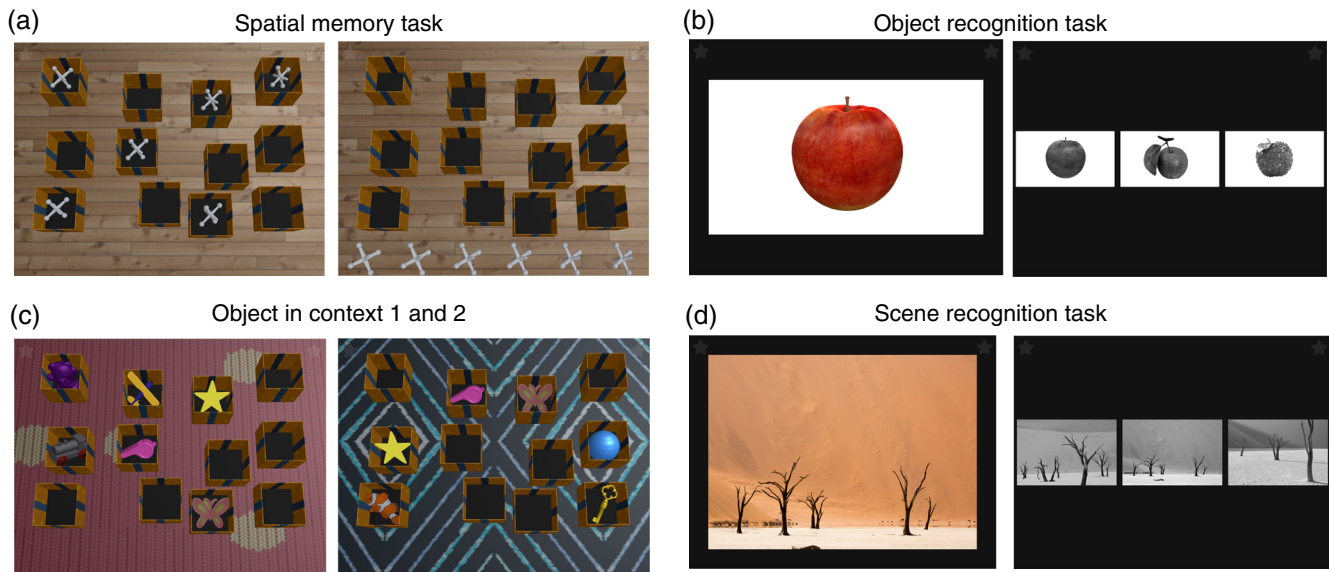 (a) Spatial memory task
(b) Object recognition task
(c) Object in context 1 and 2
(d) Scene recognition task